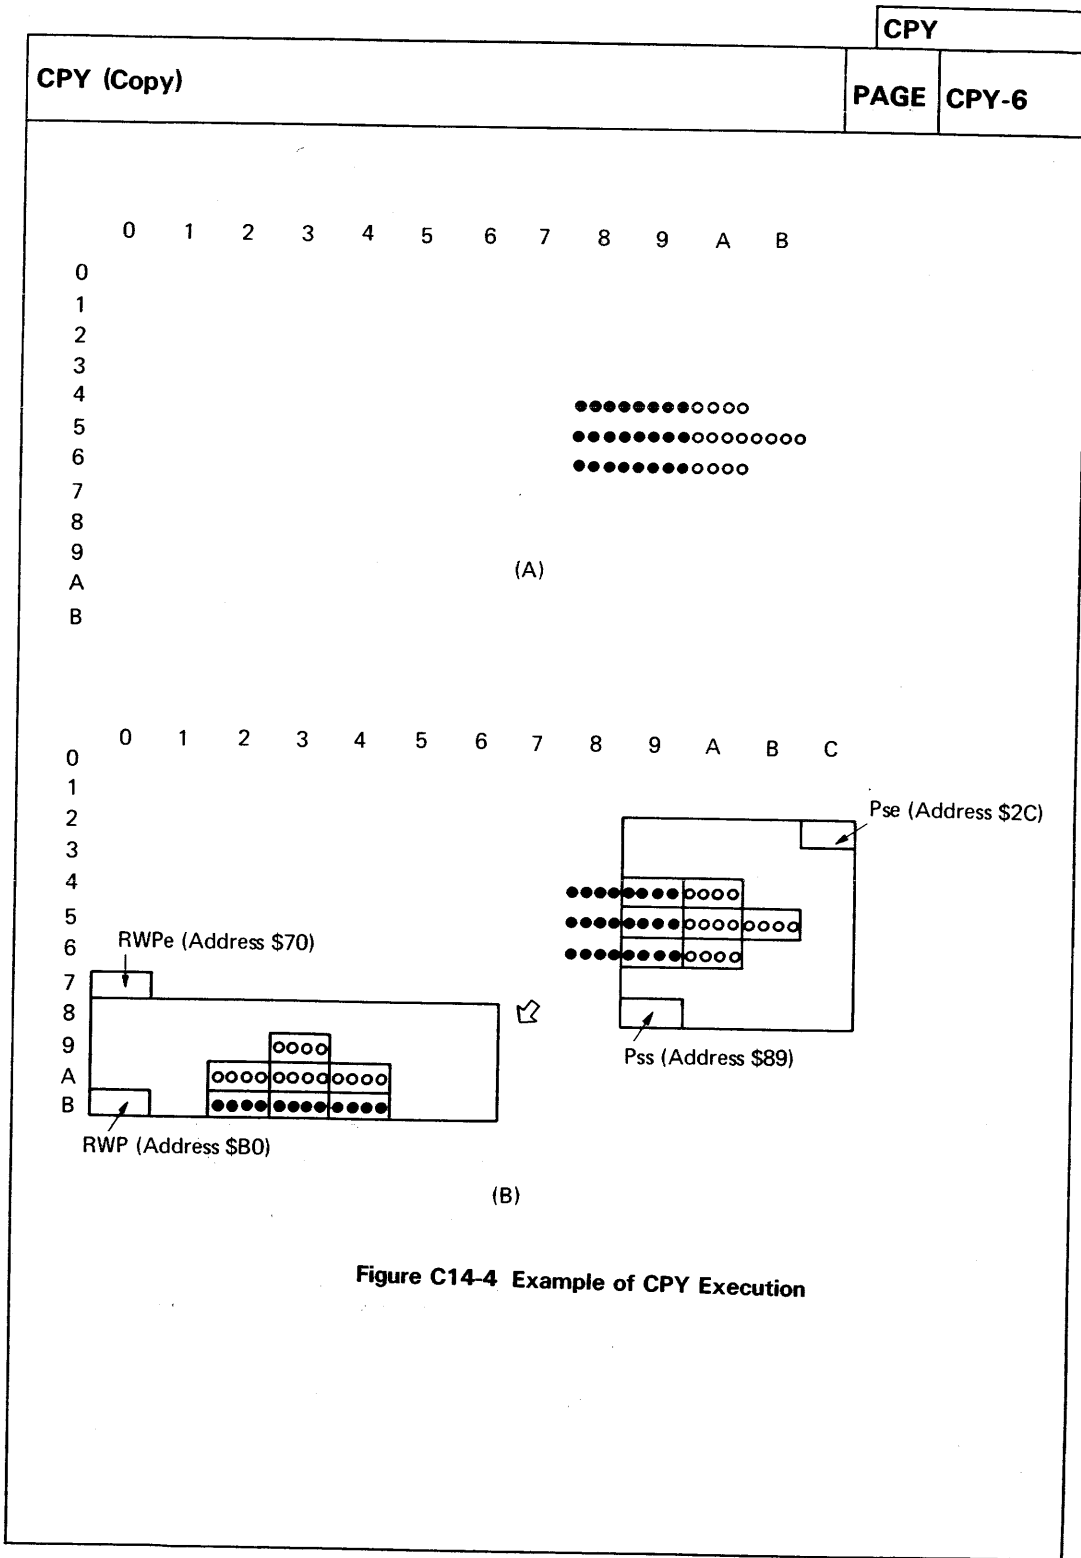 CPY
CPY (Copy)
PAGE CPY-6
0 1 2 3 4 5 6 7 8 9 A B
0
1
2
3
4
5
6
7
8
9
A
B
(A)
0 1 2 3 4 5 6 7 8 9 A B C
0
1
2
3
4
5
6
7
8
9
A
B
Pse (Address $2C)
RWPe (Address $70)
Pss (Address $89)
RWP (Address $B0)
(B)
Figure C14-4 Example of CPY Execution